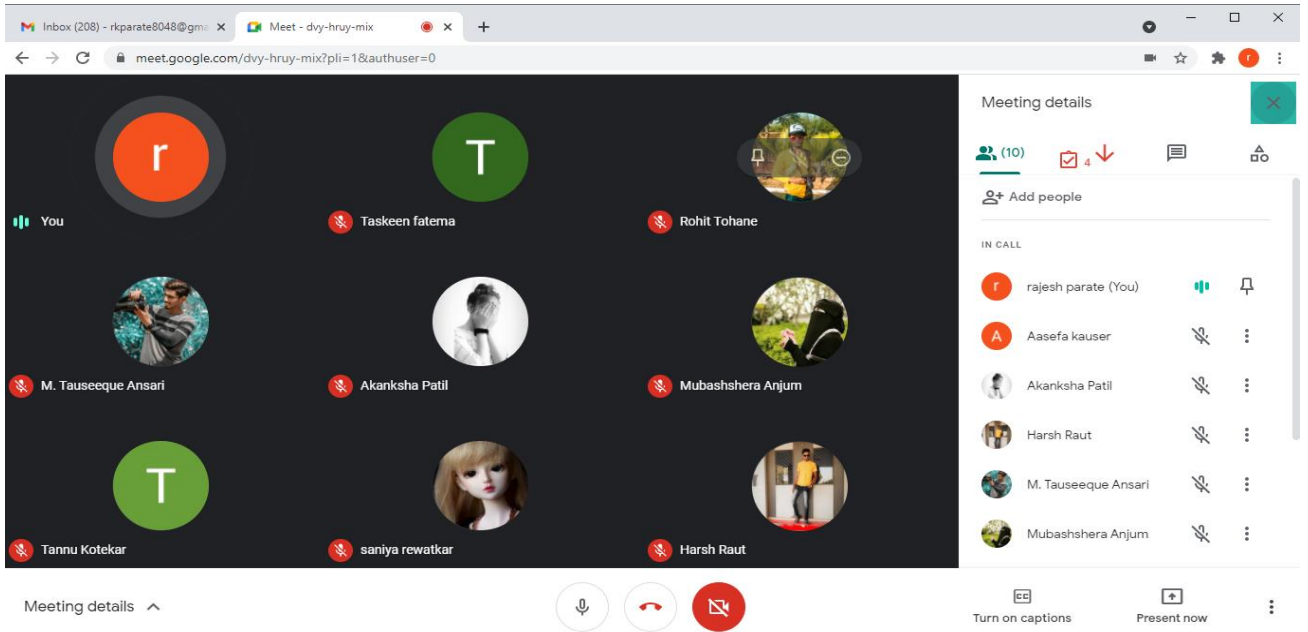 Inbox (208) - rkparate8048@gma
Meet - dvy-hruy-mix
meet.google.com/dvy-hruy-mix?pli=1&authuser=0
r
r
T
You
Taskeen fatema
Rohit Tohane
M. Tauseeque Ansari
Akanksha Patil
Mubashshera Anjum
T
Tannu Kotekar
saniya rewatkar
Harsh Raut
Meeting details
(10)
4
Add people
IN CALL
r rajesh parate (You)
A Aasefa kauser
Akanksha Patil
Harsh Raut
M. Tauseeque Ansari
Mubashshera Anjum
Meeting details
CC
Turn on captions
Present now